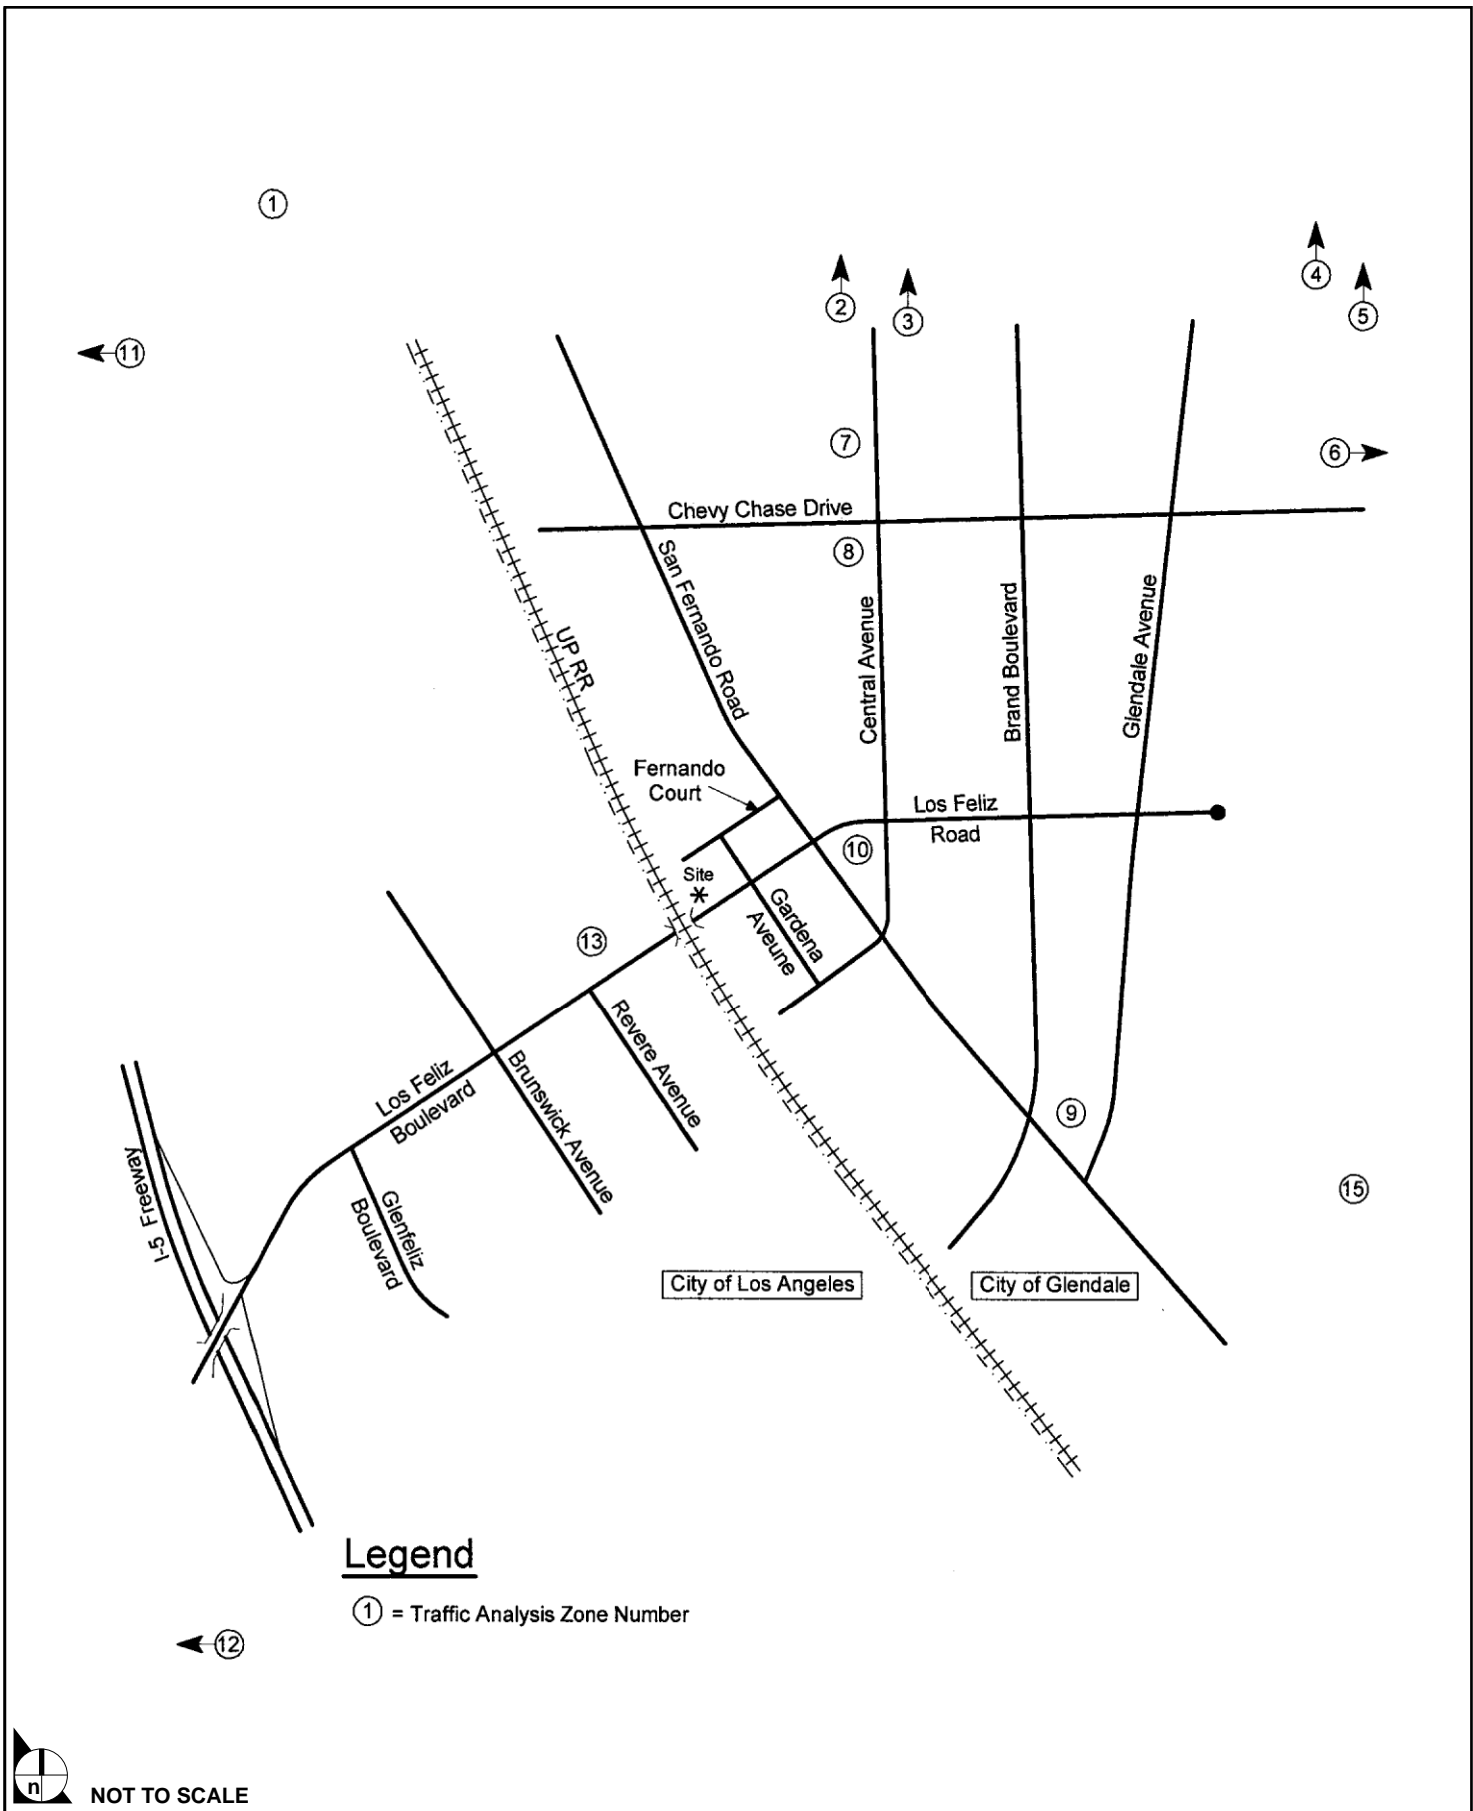 1
4
2
5
3
11
7
6
Chevy Chase Drive
8
San Fernando Road
Central Avenue
Brand Boulevard
Glendale Avenue
UP RR
Fernando
Court
Los Feliz
Road
10
Site
Gardena
Aveune
13
Revere Avenue
Brunswick Avenue
Los Feliz
Boulevard
9
I-5 Freeway
Glenfeliz
Boulevard
15
City of Los Angeles
City of Glendale
Legend
1 = Traffic Analysis Zone Number
12
n
NOT TO SCALE